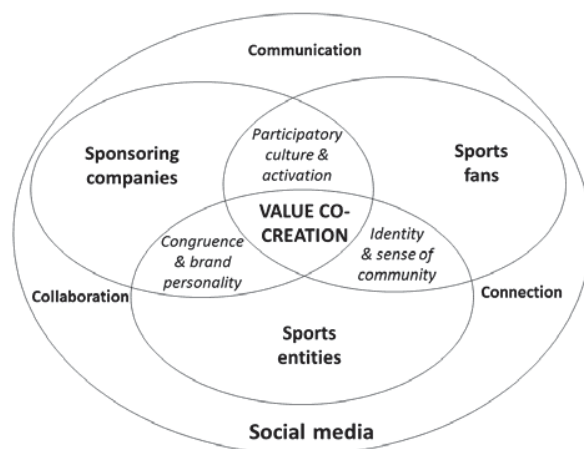 Communication
Participatory
culture &
activation
Sponsoring
companies
Sports
fans
VALUE CO-
CREATION
Congruence
& brand
personality
Identity
& sense of
community
Collaboration
Connection
Sports
entities
Social media